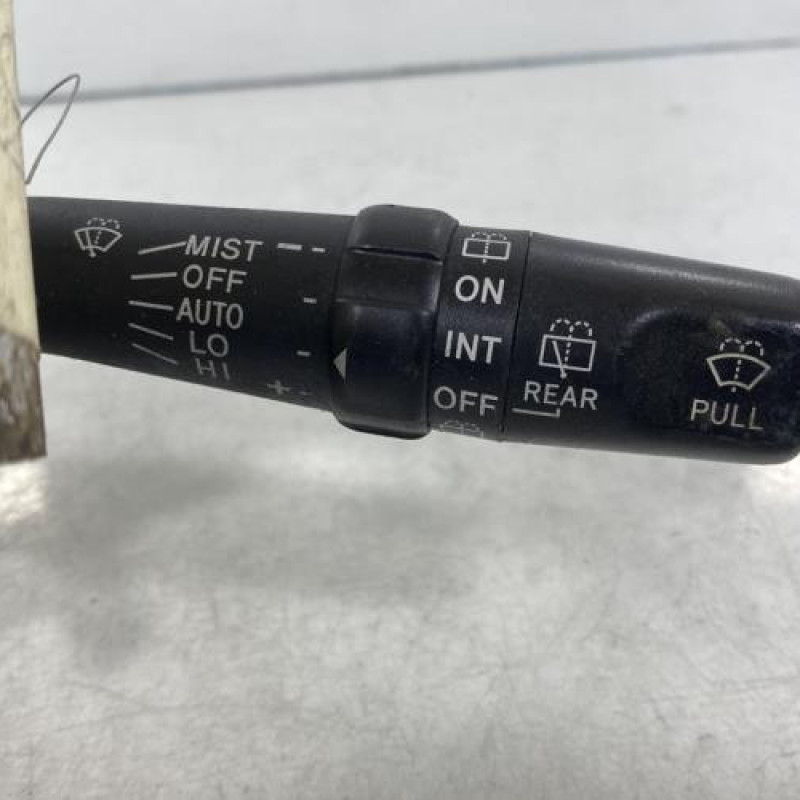 MIST
OFF
AUTO
LO
HI
+
-
ON
INT
OFF
REAR
PULL